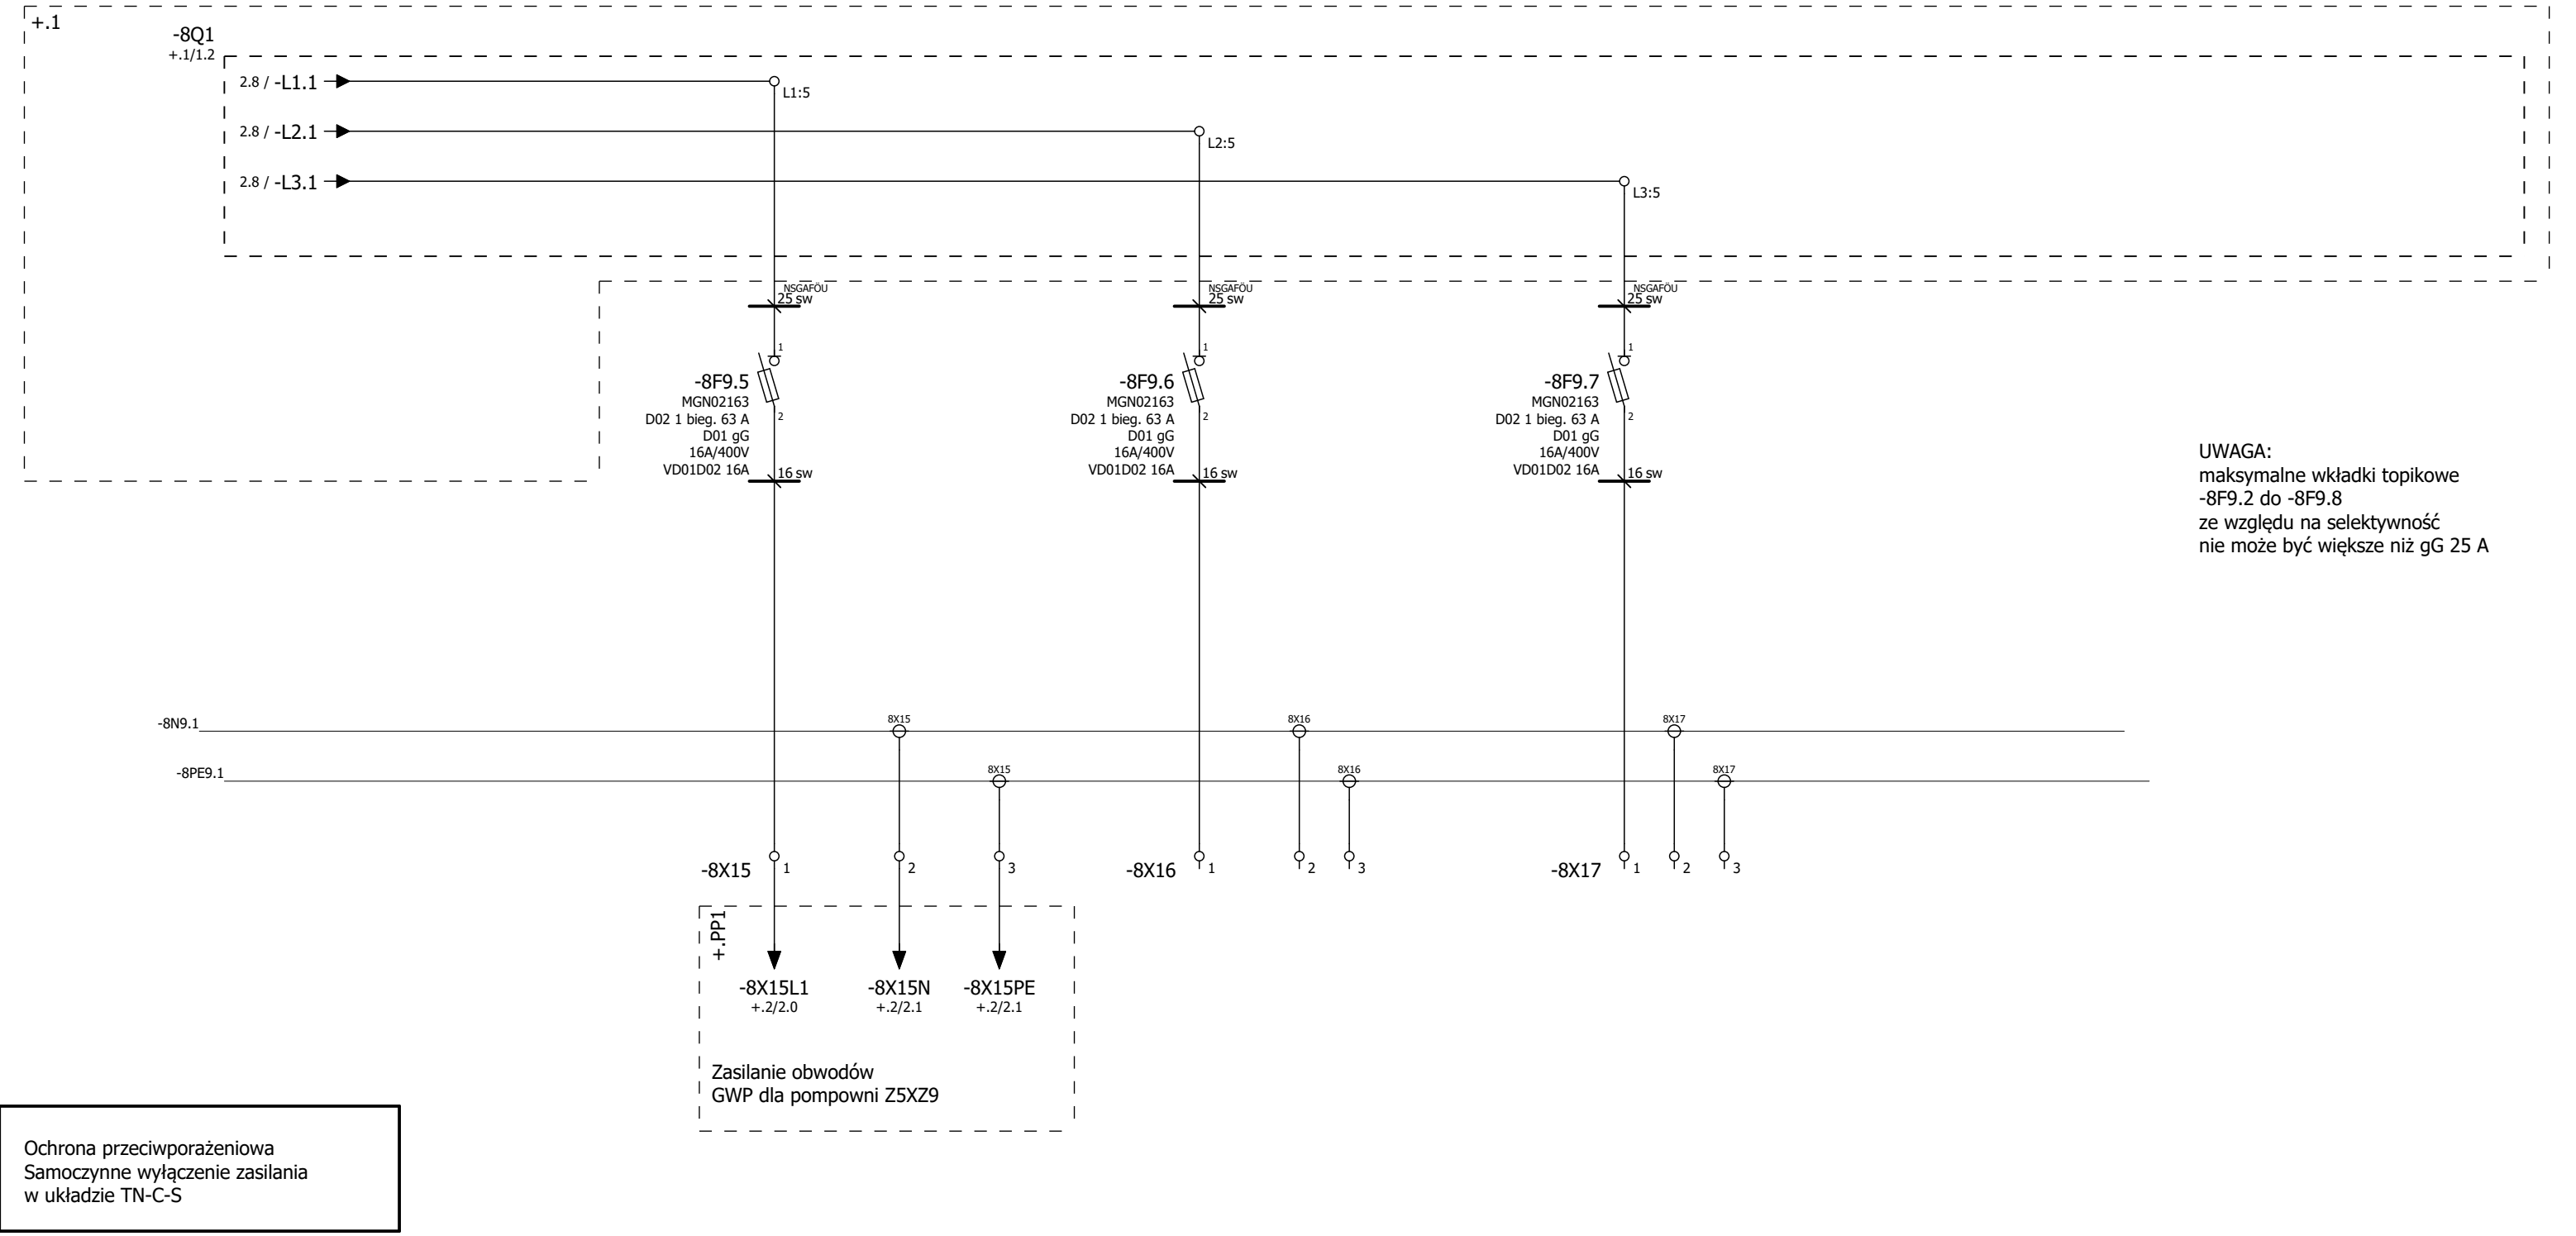 +.1
-8Q1
+.1/1.2
2.8 / -L1.1
L1:5
2.8 / -L2.1
L2:5
2.8 / -L3.1
L3:5
NSGAFÖU
25 sw
NSGAFÖU
25 sw
NSGAFÖU
25 sw
1
-8F9.5
MGN02163
D02 1 bieg. 63 A
2
D01 gG
16A/400V
VD01D02 16A
16 sw
1
-8F9.6
MGN02163
D02 1 bieg. 63 A
2
D01 gG
16A/400V
VD01D02 16A
16 sw
1
-8F9.7
MGN02163
D02 1 bieg. 63 A
2
D01 gG
16A/400V
VD01D02 16A
16 sw
UWAGA:
maksymalne wkładki topikowe
-8F9.2 do -8F9.8
ze względu na selektywność
nie może być większe niż gG 25 A
-8N9.1
8X15
8X16
8X17
-8PE9.1
8X15
8X16
8X17
-8X15
1
2
3
-8X16
1
2
3
-8X17
1
2
3
+.PP1
-8X15L1
+.2/2.0
-8X15N
+.2/2.1
-8X15PE
+.2/2.1
Zasilanie obwodów
GWP dla pompowni Z5XZ9
Ochrona przeciwporażeniowa
Samoczynne wyłączenie zasilania
w układzie TN-C-S